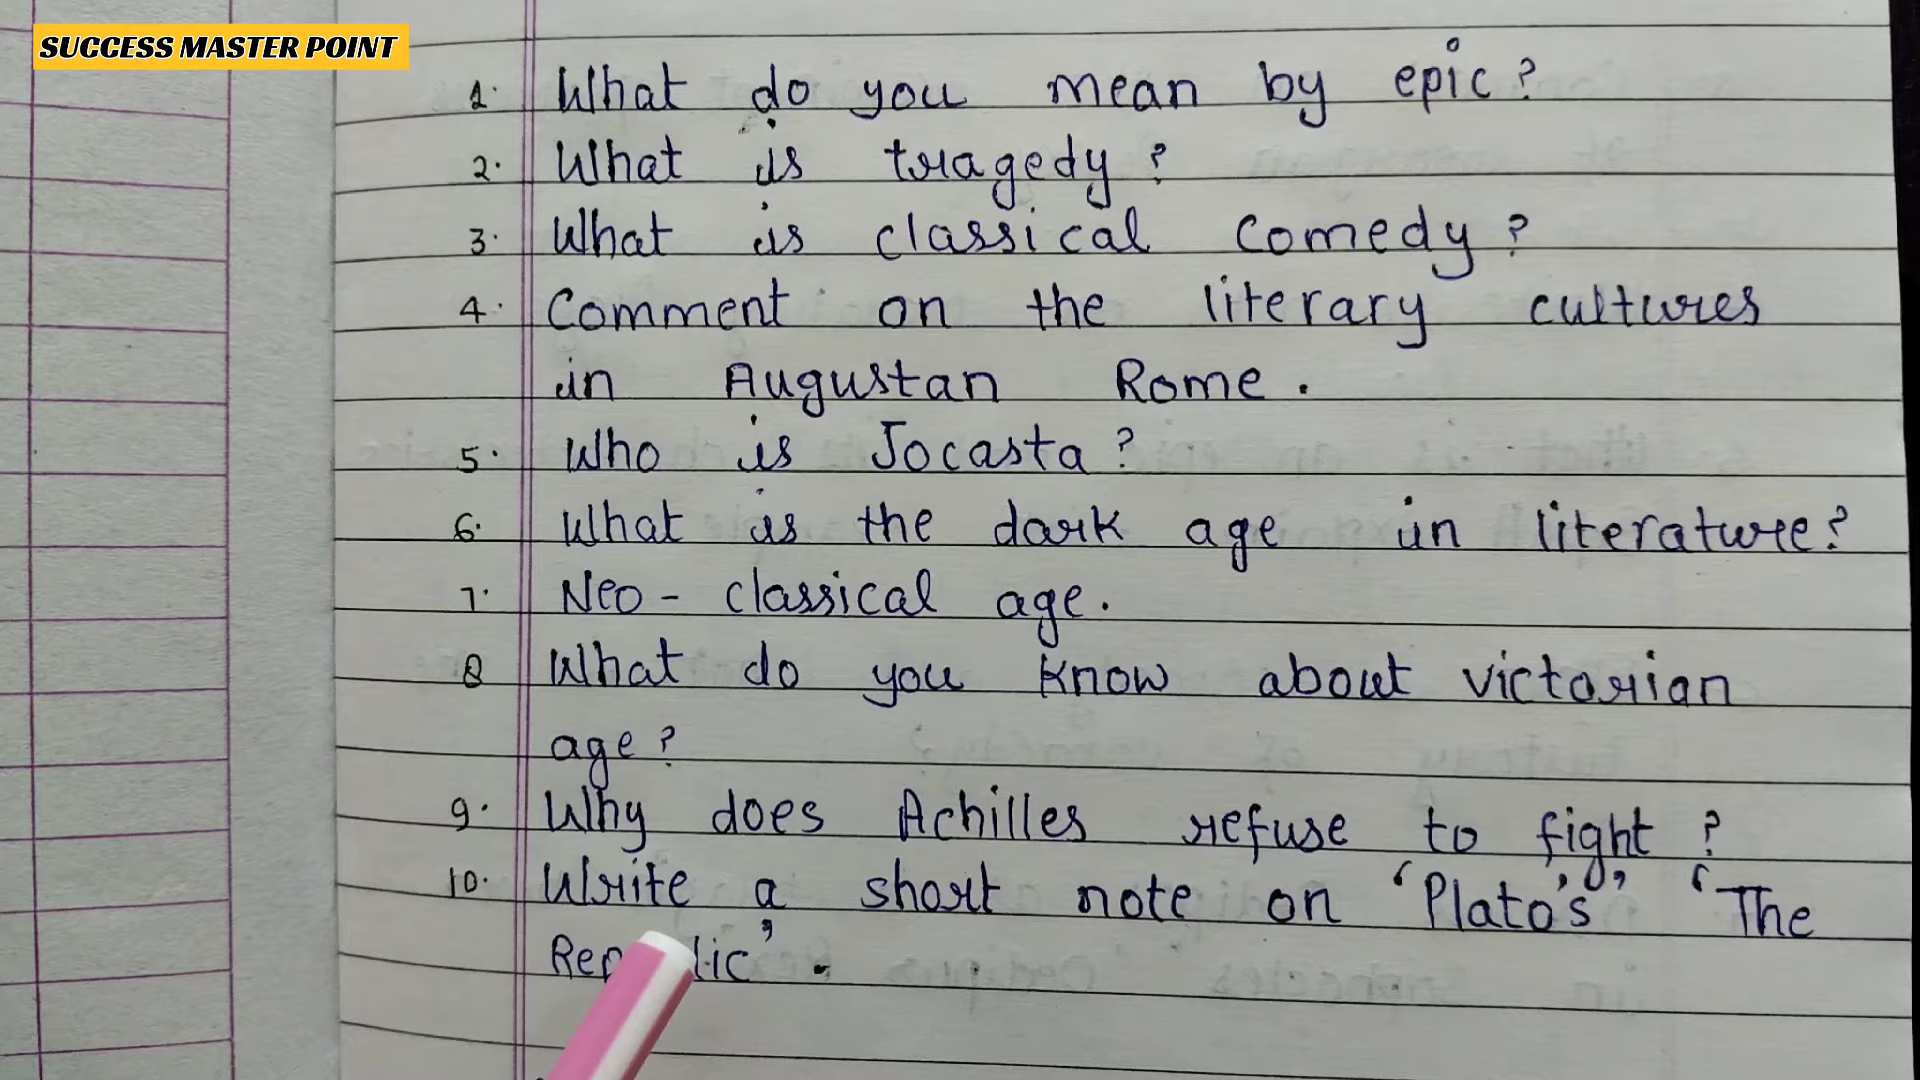 SUCCESS MASTER POINT
1. What do you mean by epic?
2. What is tragedy?
3. What is classical comedy?
4. Comment on the literary cultures
in Augustan Rome.
5. Who is Jocasta?
6. What is the dark age in literature?
7. Neo-classical age.
8 What do you know about victorian
age?
9. Why does Achilles refuse to fight?
10. Write a short note on 'Plato's' 'The